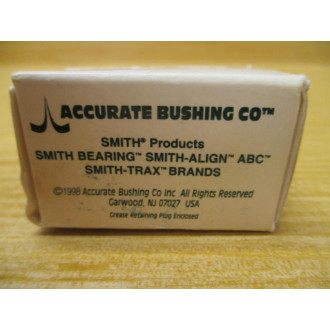 ACCURATE BUSHING CO™
SMITH® Products
SMITH BEARING™ SMITH-ALIGN™ ABC™
SMITH-TRAX™ BRANDS
©1998 Accurate Bushing Co Inc All Rights Reserved
Garwood, NJ 07027 USA
Grease Retaining Plug Enclosed